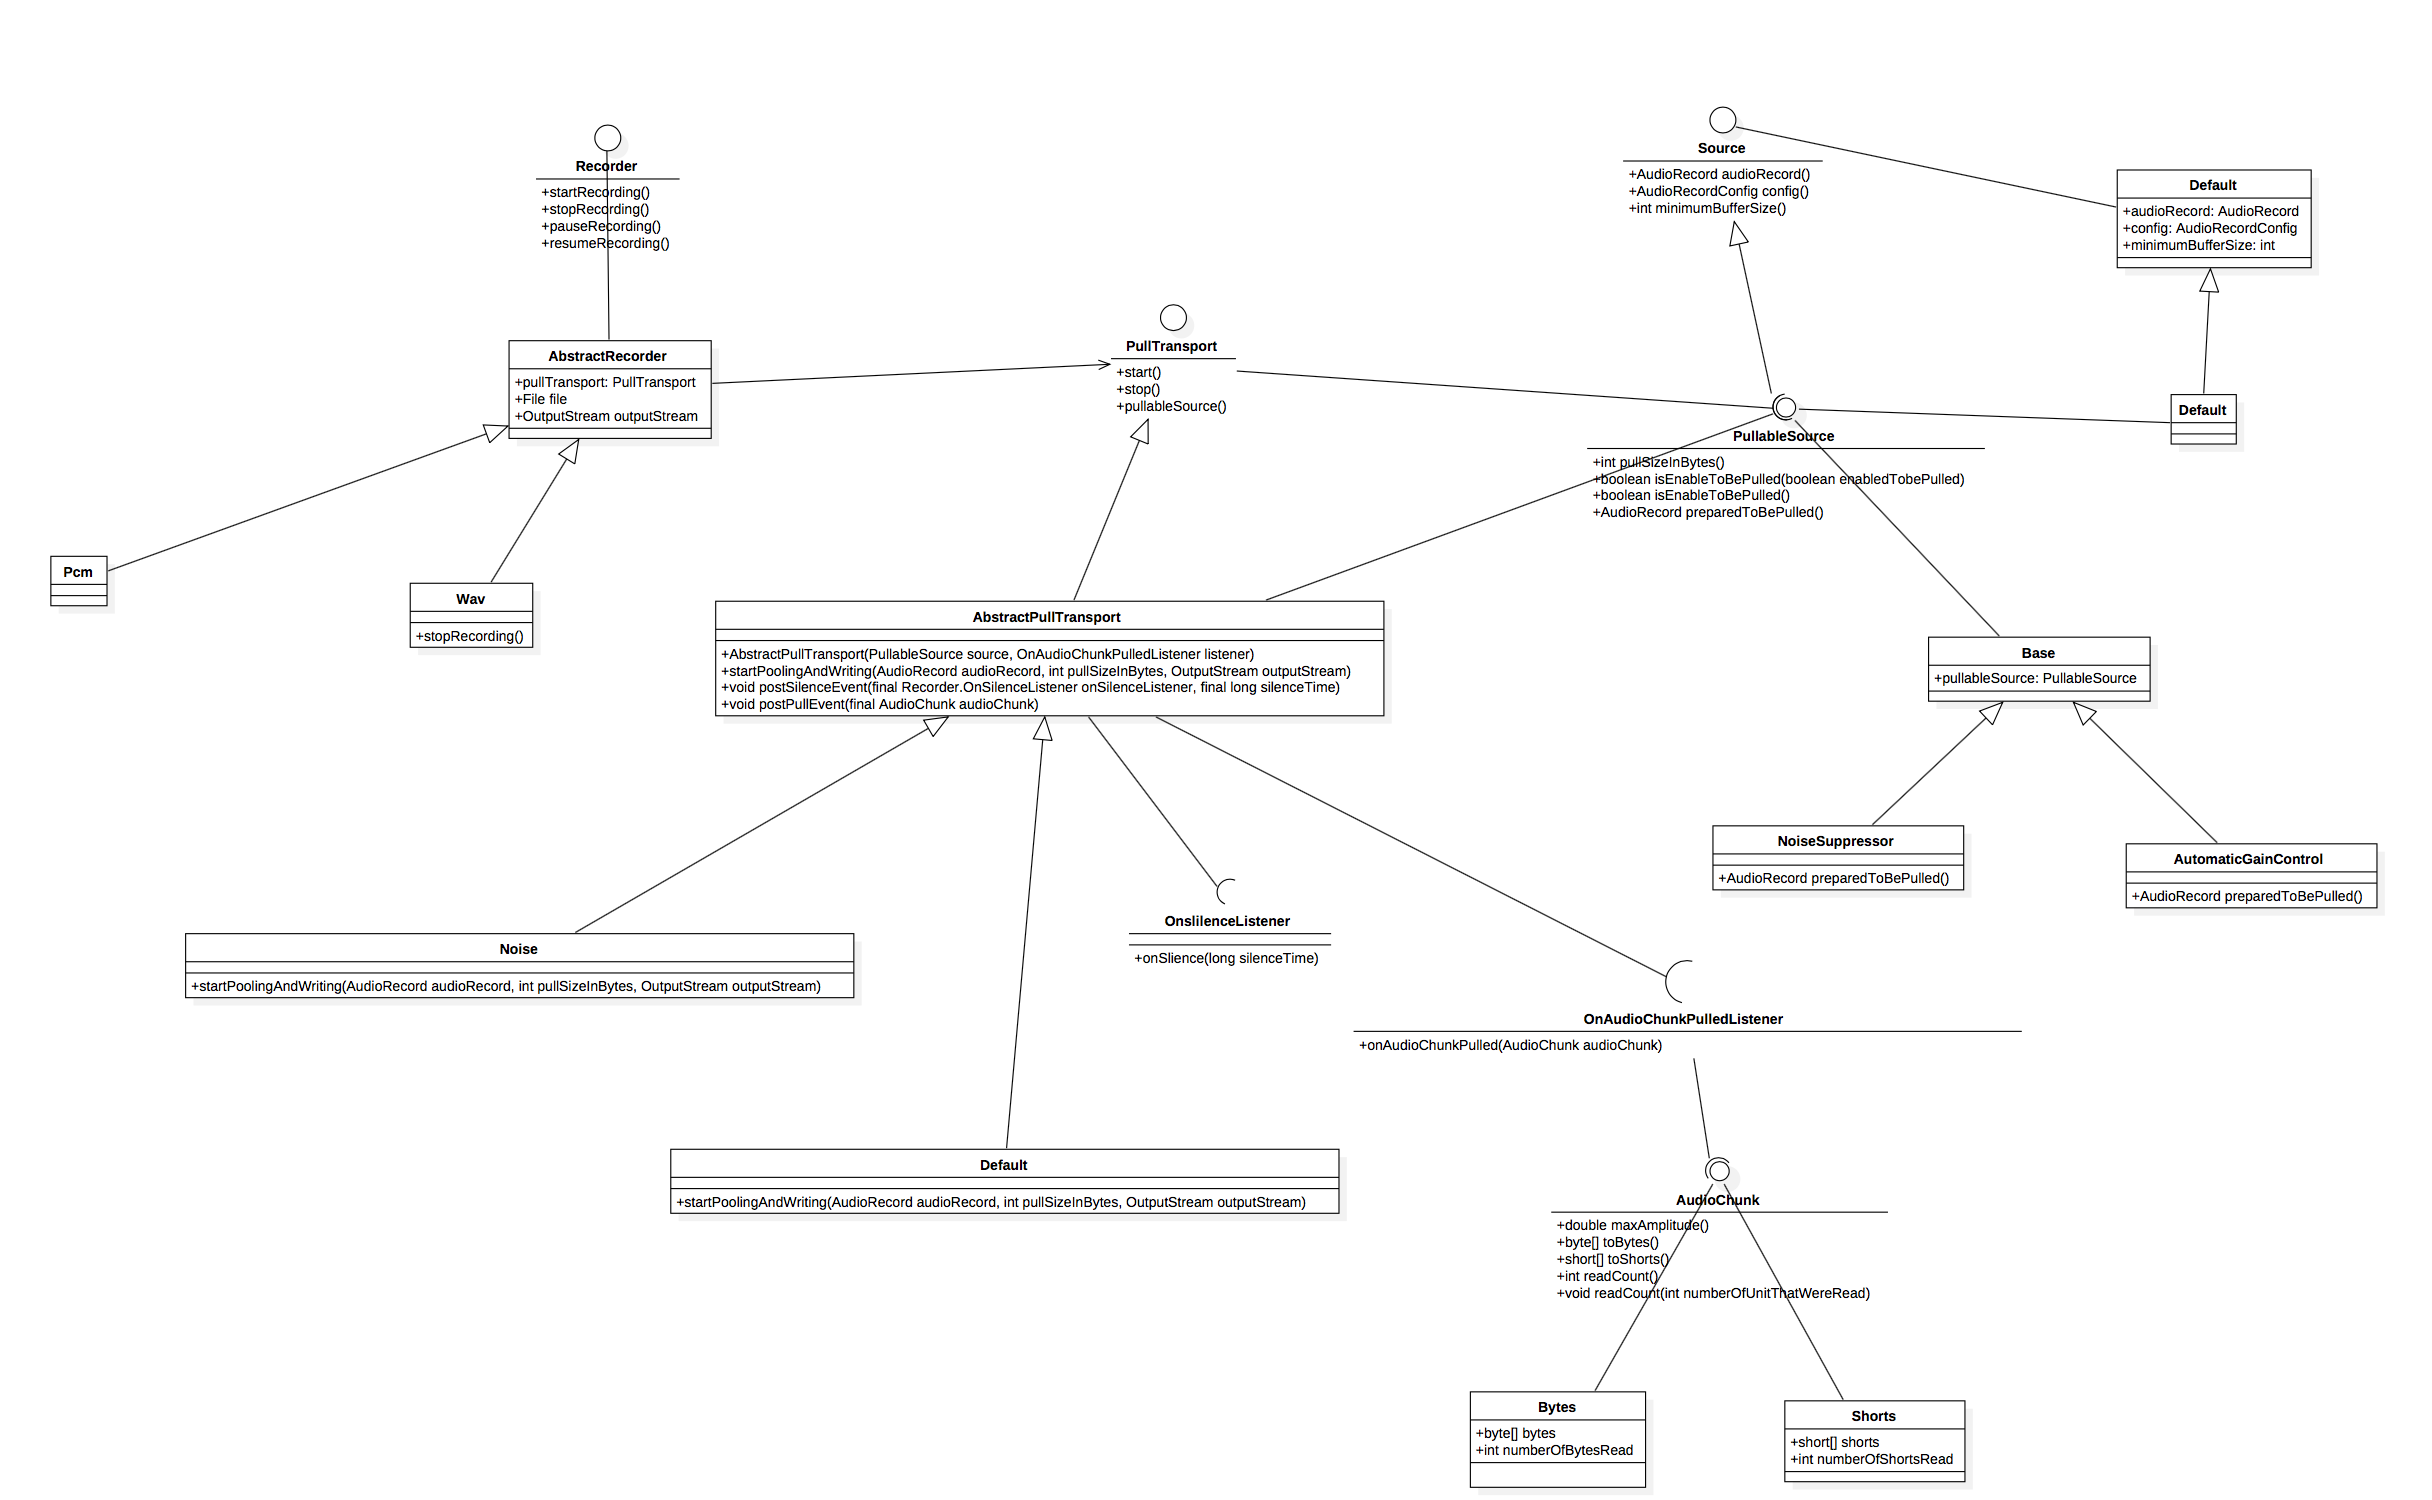 Recorder
+startRecording()
+stopRecording()
+pauseRecording()
+resumeRecording()
Source
+AudioRecord audioRecord()
+AudioRecordConfig config()
+int minimumBufferSize()
Default
+audioRecord: AudioRecord
+config: AudioRecordConfig
+minimumBufferSize: int
AbstractRecorder
+pullTransport: PullTransport
+File file
+OutputStream outputStream
PullTransport
+start()
+stop()
+pullableSource()
PullableSource
+int pullSizeInBytes()
+boolean isEnableToBePulled(boolean enabledTobePulled)
+boolean isEnableToBePulled()
+AudioRecord preparedToBePulled()
Default
Pcm
Wav
+stopRecording()
AbstractPullTransport
+AbstractPullTransport(PullableSource source, OnAudioChunkPulledListener listener)
+startPoolingAndWriting(AudioRecord audioRecord, int pullSizeInBytes, OutputStream outputStream)
+void postSilenceEvent(final Recorder.OnSilenceListener onSilenceListener, final long silenceTime)
+void postPullEvent(final AudioChunk audioChunk)
Base
+pullableSource: PullableSource
NoiseSuppressor
+AudioRecord preparedToBePulled()
AutomaticGainControl
+AudioRecord preparedToBePulled()
Noise
+startPoolingAndWriting(AudioRecord audioRecord, int pullSizeInBytes, OutputStream outputStream)
OnslilenceListener
+onSlience(long silenceTime)
OnAudioChunkPulledListener
+onAudioChunkPulled(AudioChunk audioChunk)
Default
+startPoolingAndWriting(AudioRecord audioRecord, int pullSizeInBytes, OutputStream outputStream)
AudioChunk
+double maxAmplitude()
+byte[] toBytes()
+short[] toShorts()
+int readCount()
+void readCount(int numberOfUnitThatWereRead)
Bytes
+byte[] bytes
+int numberOfBytesRead
Shorts
+short[] shorts
+int numberOfShortsRead